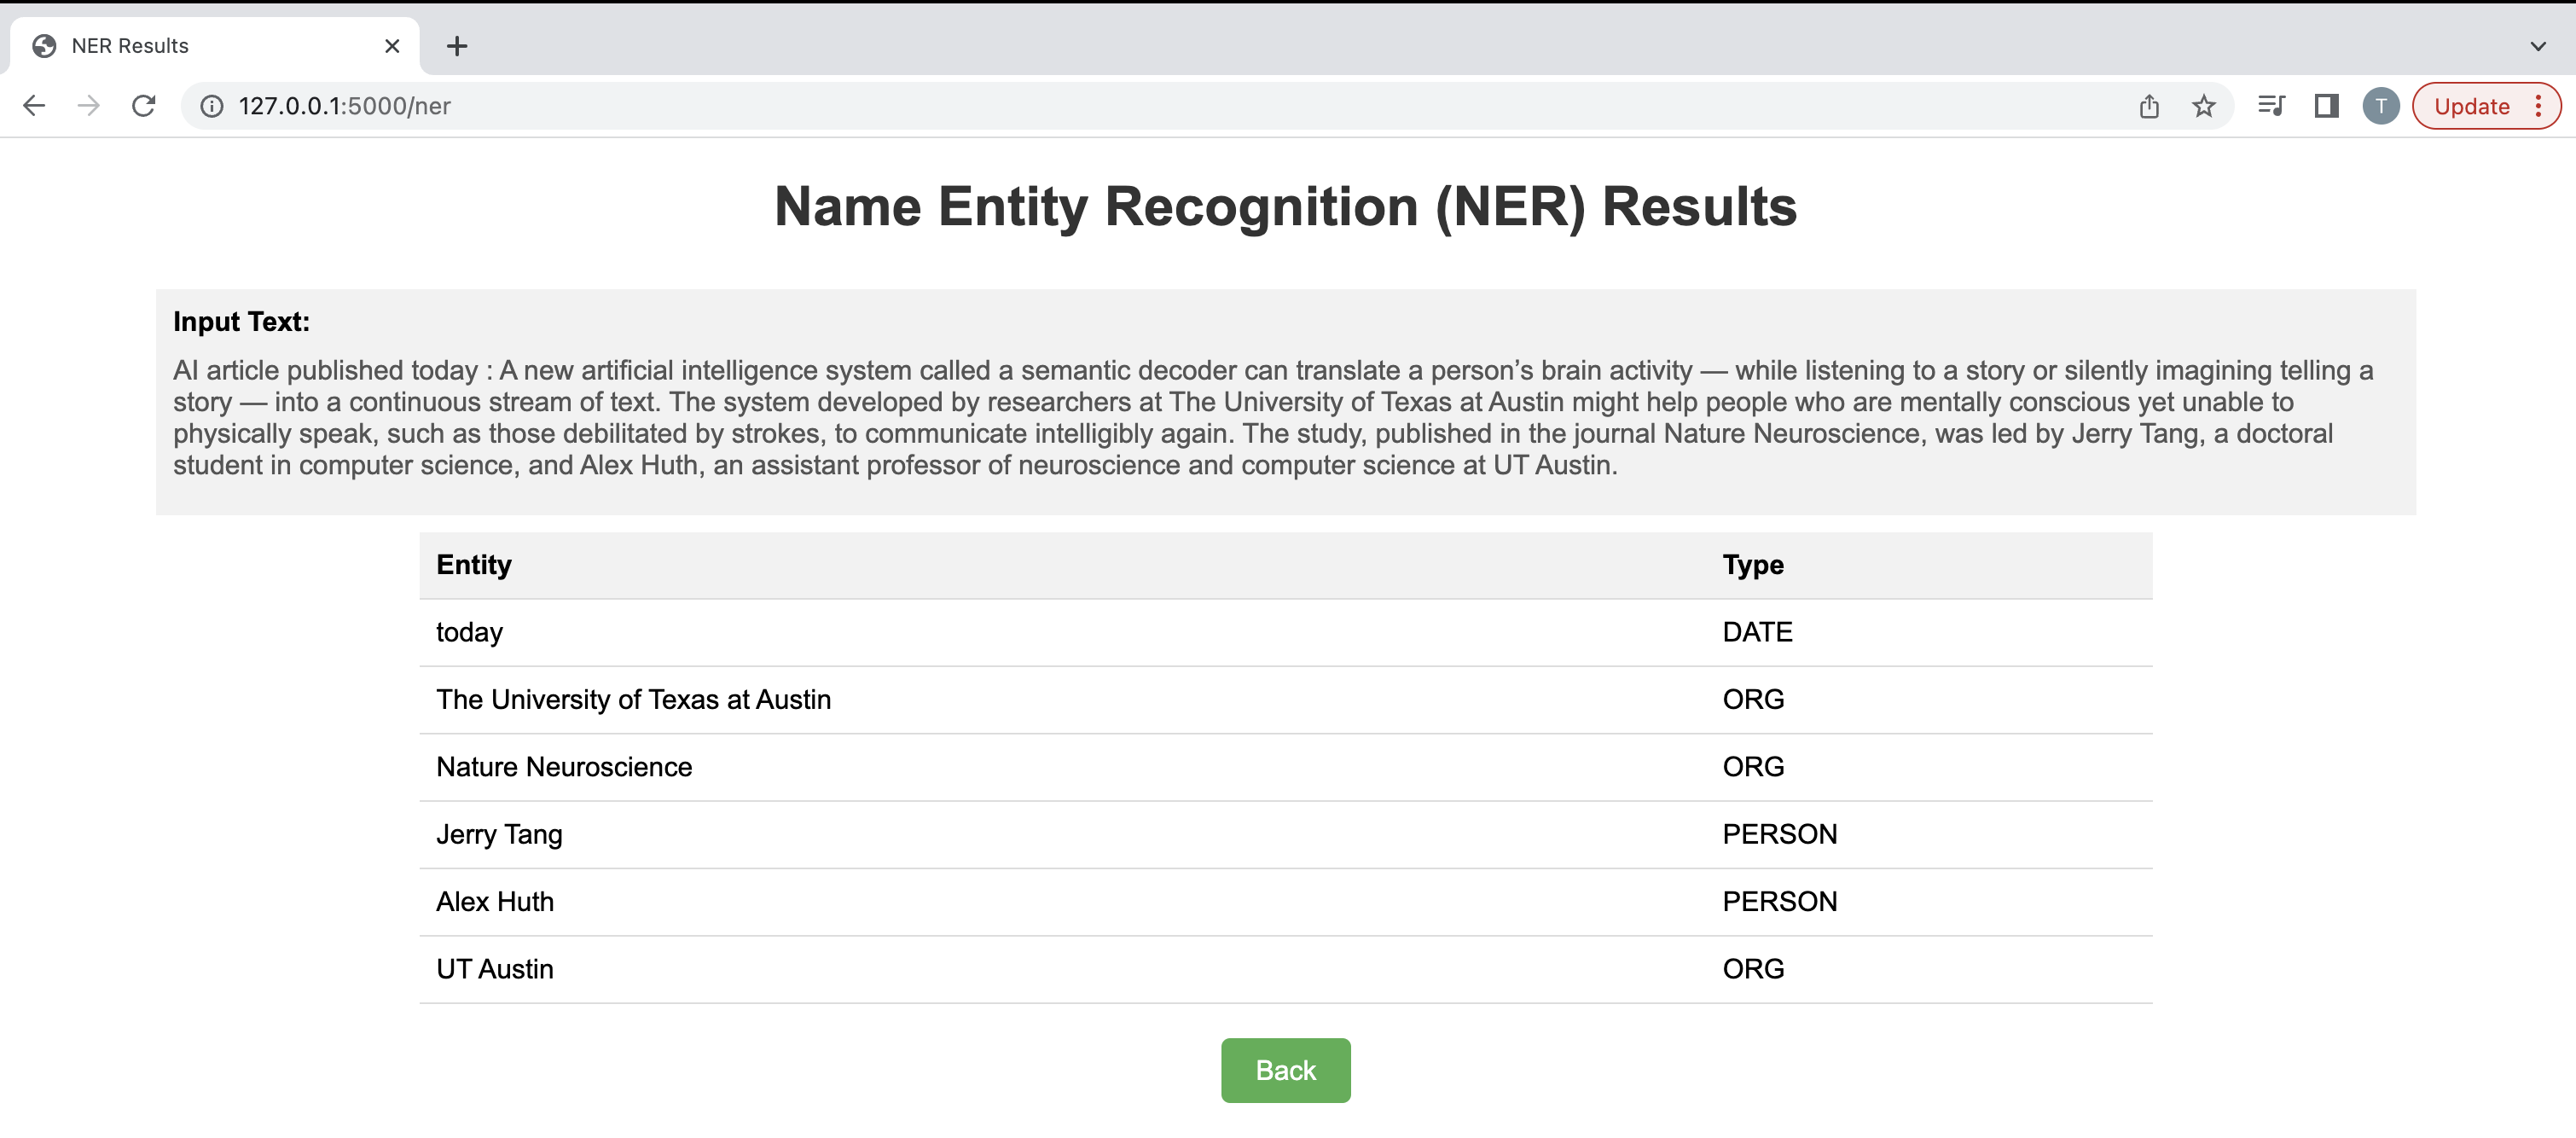 NER Results
127.0.0.1:5000/ner
T
Update
Name Entity Recognition (NER) Results
Input Text:
AI article published today : A new artificial intelligence system called a semantic decoder can translate a person’s brain activity — while listening to a story or silently imagining telling a
story — into a continuous stream of text. The system developed by researchers at The University of Texas at Austin might help people who are mentally conscious yet unable to
physically speak, such as those debilitated by strokes, to communicate intelligibly again. The study, published in the journal Nature Neuroscience, was led by Jerry Tang, a doctoral
student in computer science, and Alex Huth, an assistant professor of neuroscience and computer science at UT Austin.
Entity Type
today DATE
The University of Texas at Austin ORG
Nature Neuroscience ORG
Jerry Tang PERSON
Alex Huth PERSON
UT Austin ORG
Back